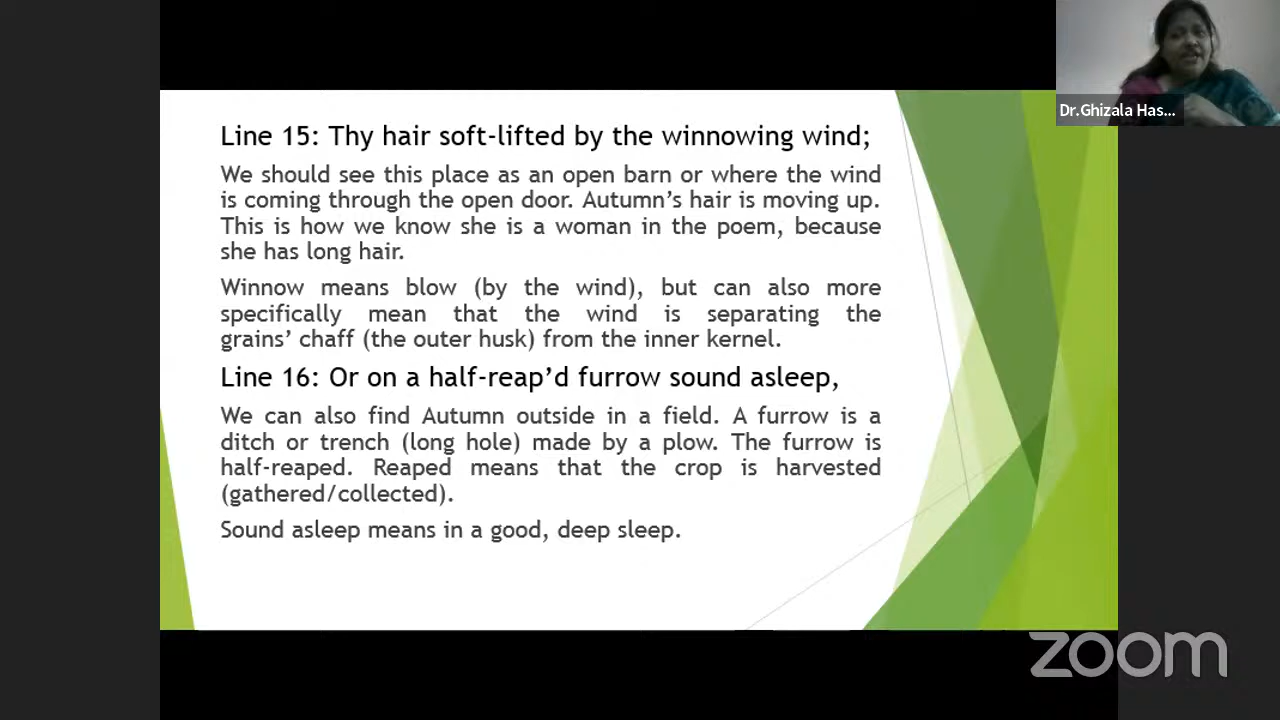 Dr.Ghizala Has...
Line 15: Thy hair soft-lifted by the winnowing wind;
We should see this place as an open barn or where the wind
is coming through the open door. Autumn’s hair is moving up.
This is how we know she is a woman in the poem, because
she has long hair.
Winnow means blow (by the wind), but can also more
specifically mean that the wind is separating the
grains’ chaff (the outer husk) from the inner kernel.
Line 16: Or on a half-reap’d furrow sound asleep,
We can also find Autumn outside in a field. A furrow is a
ditch or trench (long hole) made by a plow. The furrow is
half-reaped. Reaped means that the crop is harvested
(gathered/collected).
Sound asleep means in a good, deep sleep.
zoom